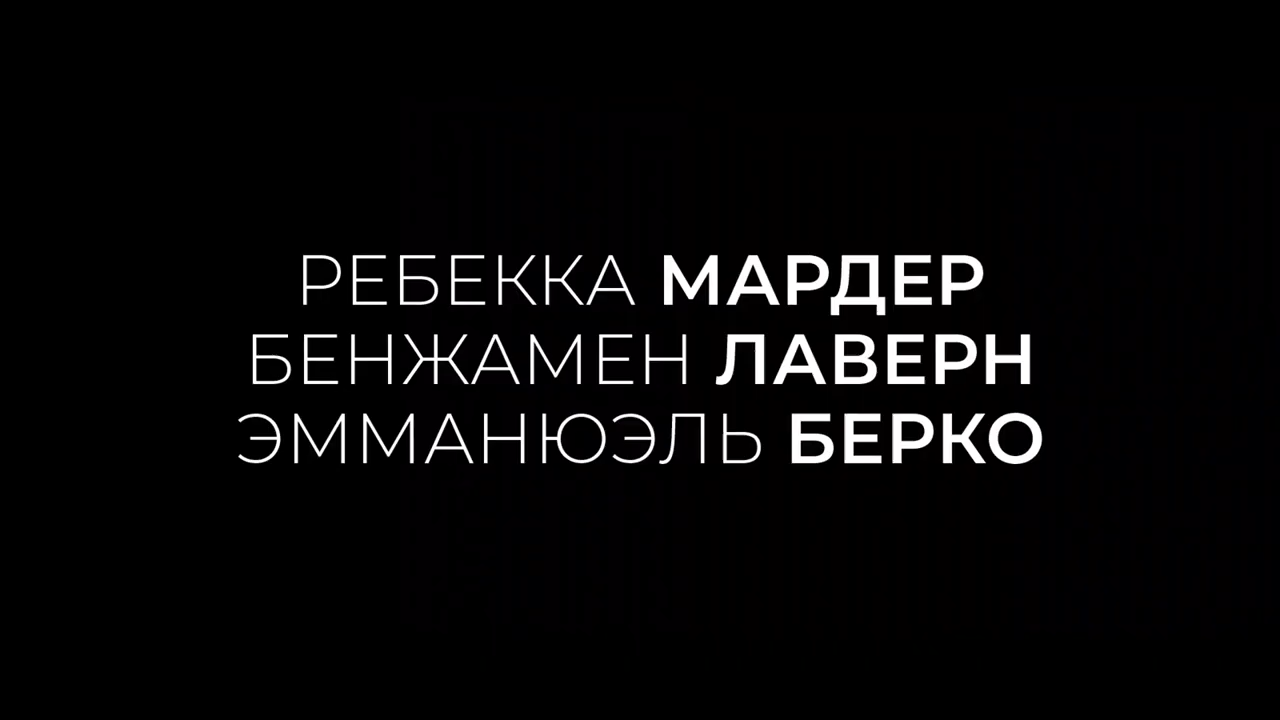 РЕБЕККА МАРДЕР
БЕНЖАМЕН ЛАВЕРН
ЭММАНЮЭЛЬ БЕРКО